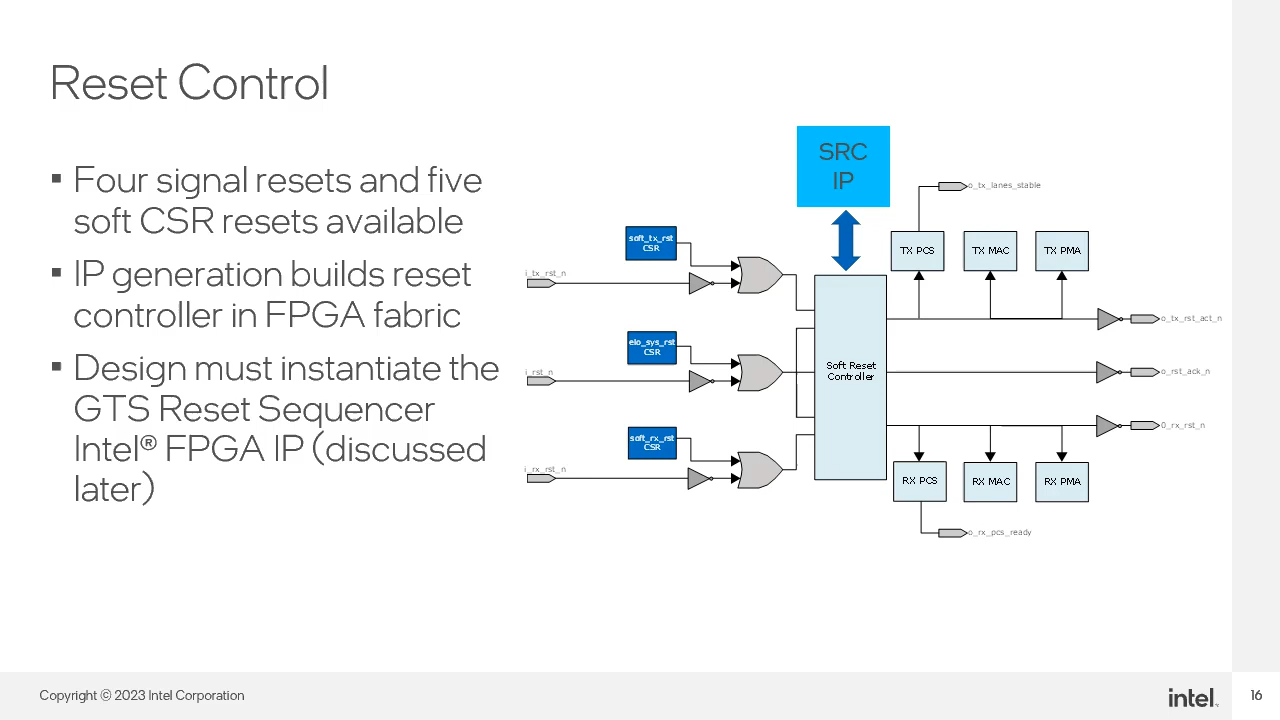 Reset Control
▪ Four signal resets and five
soft CSR resets available
▪ IP generation builds reset
controller in FPGA fabric
▪ Design must instantiate the
GTS Reset Sequencer
Intel® FPGA IP (discussed
later)
SRC
IP
o_tx_lanes_stable
soft_tx_rst
CSR
TX PCS
TX MAC
TX PMA
i_tx_rst_n
o_tx_rst_act_n
eio_sys_rst
CSR
i_rst_n
Soft Reset
Controller
o_rst_ack_n
soft_rx_rst
CSR
0_rx_rst_n
i_rx_rst_n
RX PCS
RX MAC
RX PMA
o_rx_pcs_ready
Copyright © 2023 Intel Corporation
intel
16